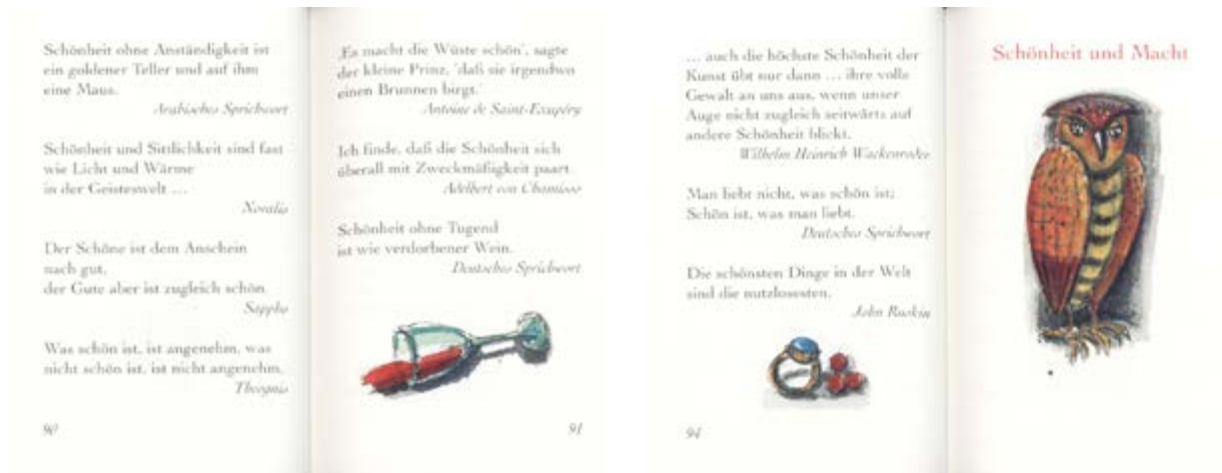 Schönheit ohne Anständigkeit ist
ein goldener Teller und auf ihm
eine Maus.
Arabisches Sprichwort
Schönheit und Sittlichkeit sind fast
wie Licht und Wärme
in der Geisteswelt …
Novalis
Der Schöne ist dem Anschein
nach gut,
der Gute aber ist zugleich schön.
Sappho
Was schön ist, ist angenehm, was
nicht schön ist, ist nicht angenehm.
Theognis
90
‚Es macht die Wüste schön', sagte
der kleine Prinz, 'daß sie irgendwo
einen Brunnen birgt.'
Antoine de Saint-Exupéry
Ich finde, daß die Schönheit sich
überall mit Zweckmäßigkeit paart.
Adelbert von Chamisso
Schönheit ohne Tugend
ist wie verdorbener Wein.
Deutsches Sprichwort
91
… auch die höchste Schönheit der
Kunst übt nur dann … ihre volle
Gewalt an uns aus, wenn unser
Auge nicht zugleich seitwärts auf
andere Schönheit blickt.
Wilhelm Heinrich Wackenroder
Man liebt nicht, was schön ist;
Schön ist, was man liebt.
Deutsches Sprichwort
Die schönsten Dinge in der Welt
sind die nutzlosesten.
John Ruskin
94
Schönheit und Macht